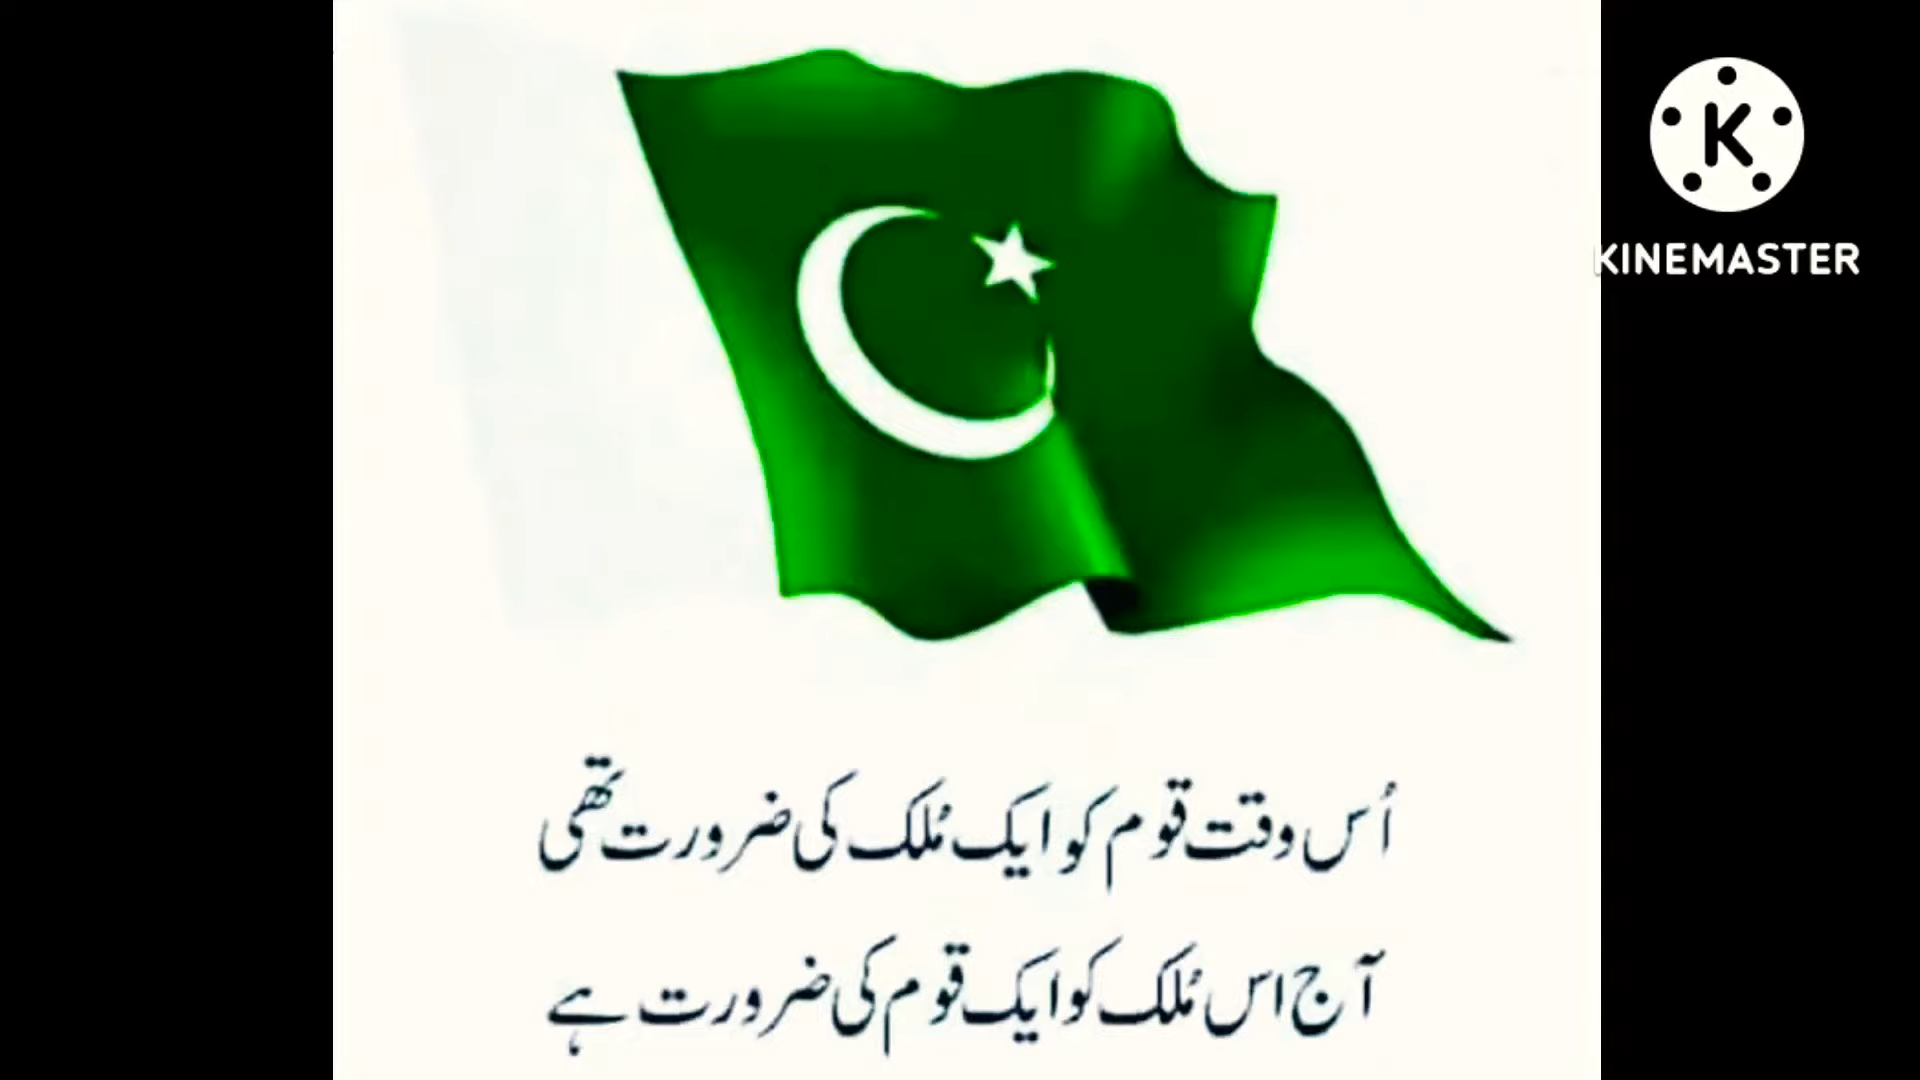 KINEMASTER
اُس وقت قوم کو ایک مُلک کی ضرورت تھی
آج اس مُلک کو ایک قوم کی ضرورت ہے